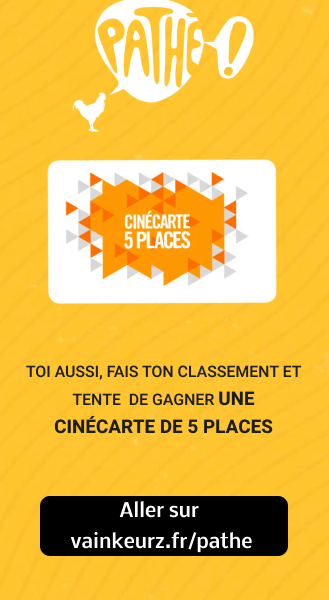 PATHÉ!
CINÉCARTE
5 PLACES
TOI AUSSI, FAIS TON CLASSEMENT ET
TENTE DE GAGNER UNE
CINÉCARTE DE 5 PLACES
Aller sur
vainkeurz.fr/pathe